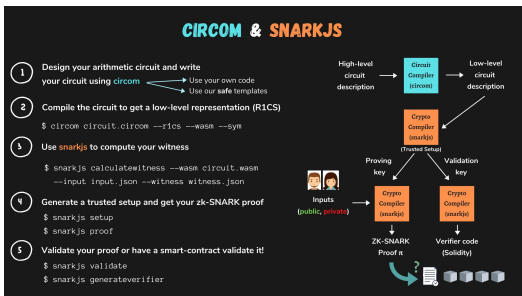 CIRCOM & SNARKJS
1
Design your arithmetic circuit and write
your circuit using circom
Use your own code
Use our safe templates
2
Compile the circuit to get a low-level representation (R1CS)
$ circom circuit.circom --r1cs --wasm --sym
3
Use snarkjs to compute your witness
$ snarkjs calculatewitness --wasm circuit.wasm
--input input.json --witness witness.json
4
Generate a trusted setup and get your zk-SNARK proof
$ snarkjs setup
$ snarkjs proof
5
Validate your proof or have a smart-contract validate it!
$ snarkjs validate
$ snarkjs generateverifier
High-level
circuit
description
Circuit
Compiler
(circom)
Low-level
circuit
description
Crypto
Compiler
(snarkjs)
(Trusted Setup)
Proving
key
Validation
key
Inputs
(public, private)
Crypto
Compiler
(snarkjs)
Crypto
Compiler
(snarkjs)
ZK-SNARK
Proof π
Verifier code
(Solidity)
?